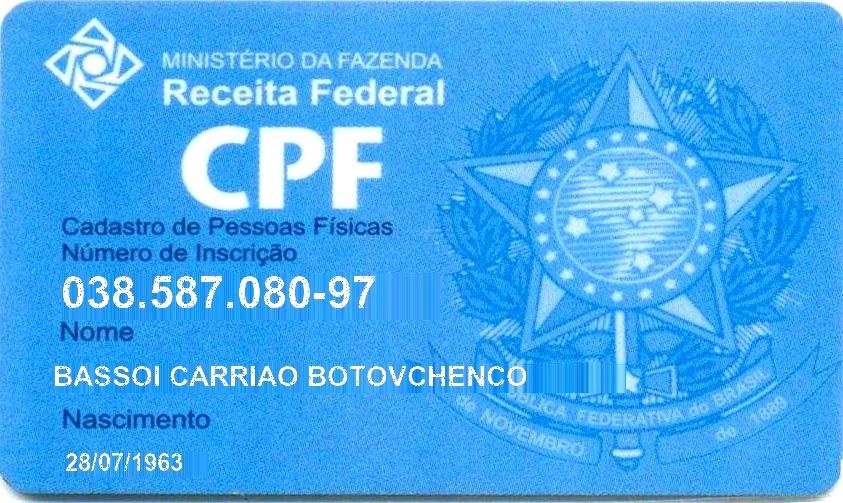 MINISTÉRIO DA FAZENDA
Receita Federal
CPF
Cadastro de Pessoas Físicas
Número de Inscrição
038.587.080-97
Nome
BASSOI CARRIAO BOTOVCHENCO
Nascimento
28/07/1963
PÚBLICA FEDERATIVA do BRASIL
de NOVEMBRO de 1889